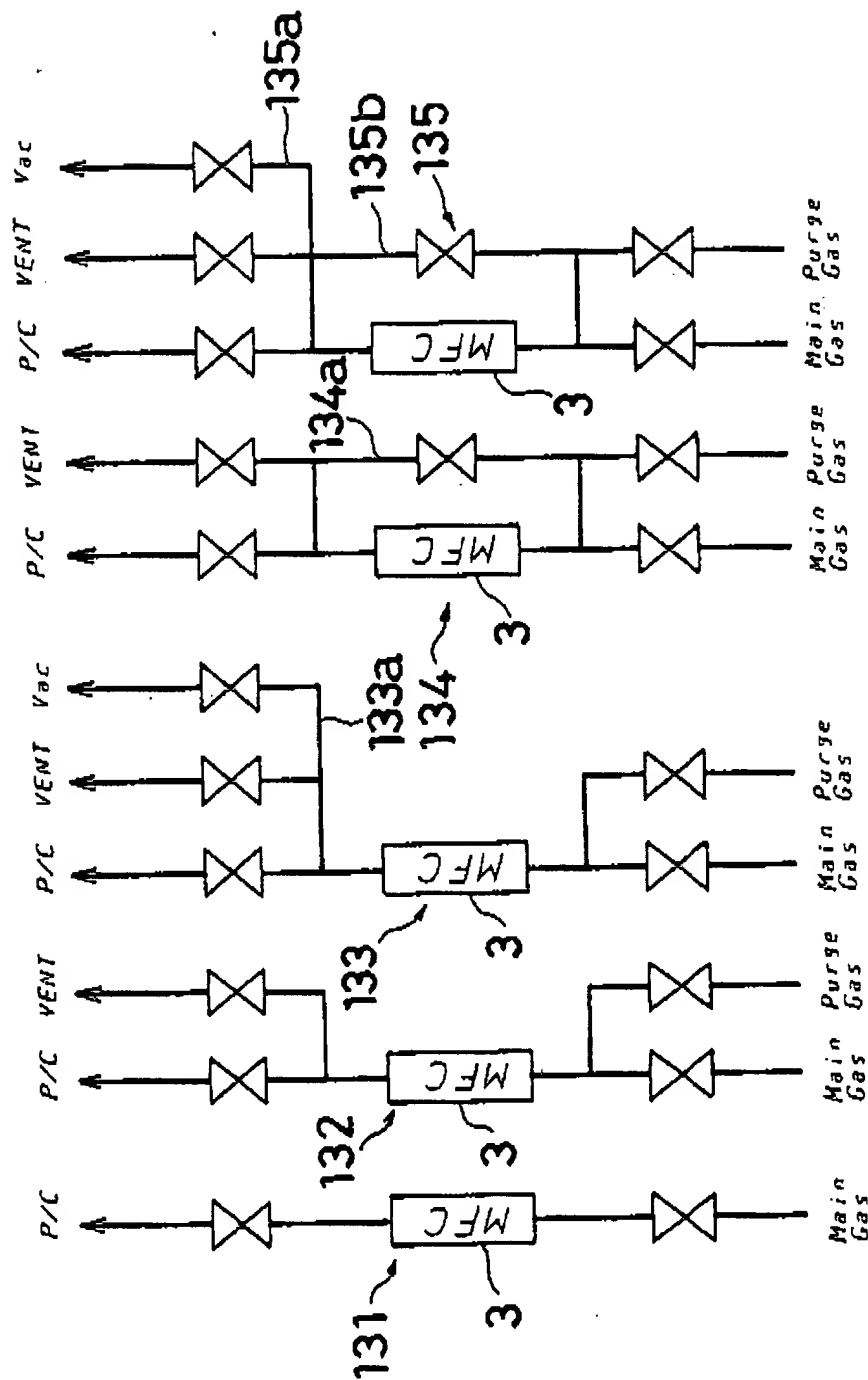 P/C
P/C VENT
P/C VENT Vac
P/C VENT
P/C VENT Vac
135a
135b
135
134a
133a
134
133
132
131
MFC
MFC
MFC
MFC
MFC
3
3
3
3
3
Main
Gas
Main
Gas
Purge
Gas
Main
Gas
Purge
Gas
Main
Gas
Purge
Gas
Main
Gas
Purge
Gas